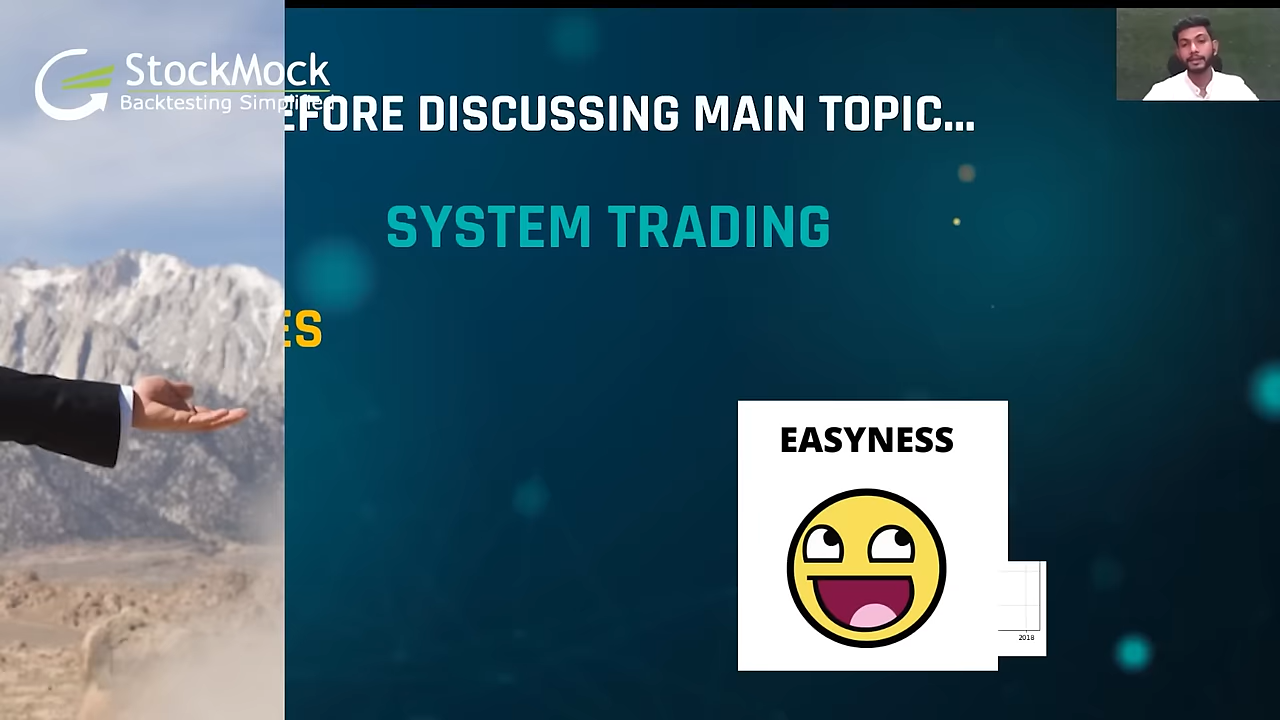 StockMock
Backtesting Simplified
EFORE DISCUSSING MAIN TOPIC...
SYSTEM TRADING
ES
EASYNESS
2018